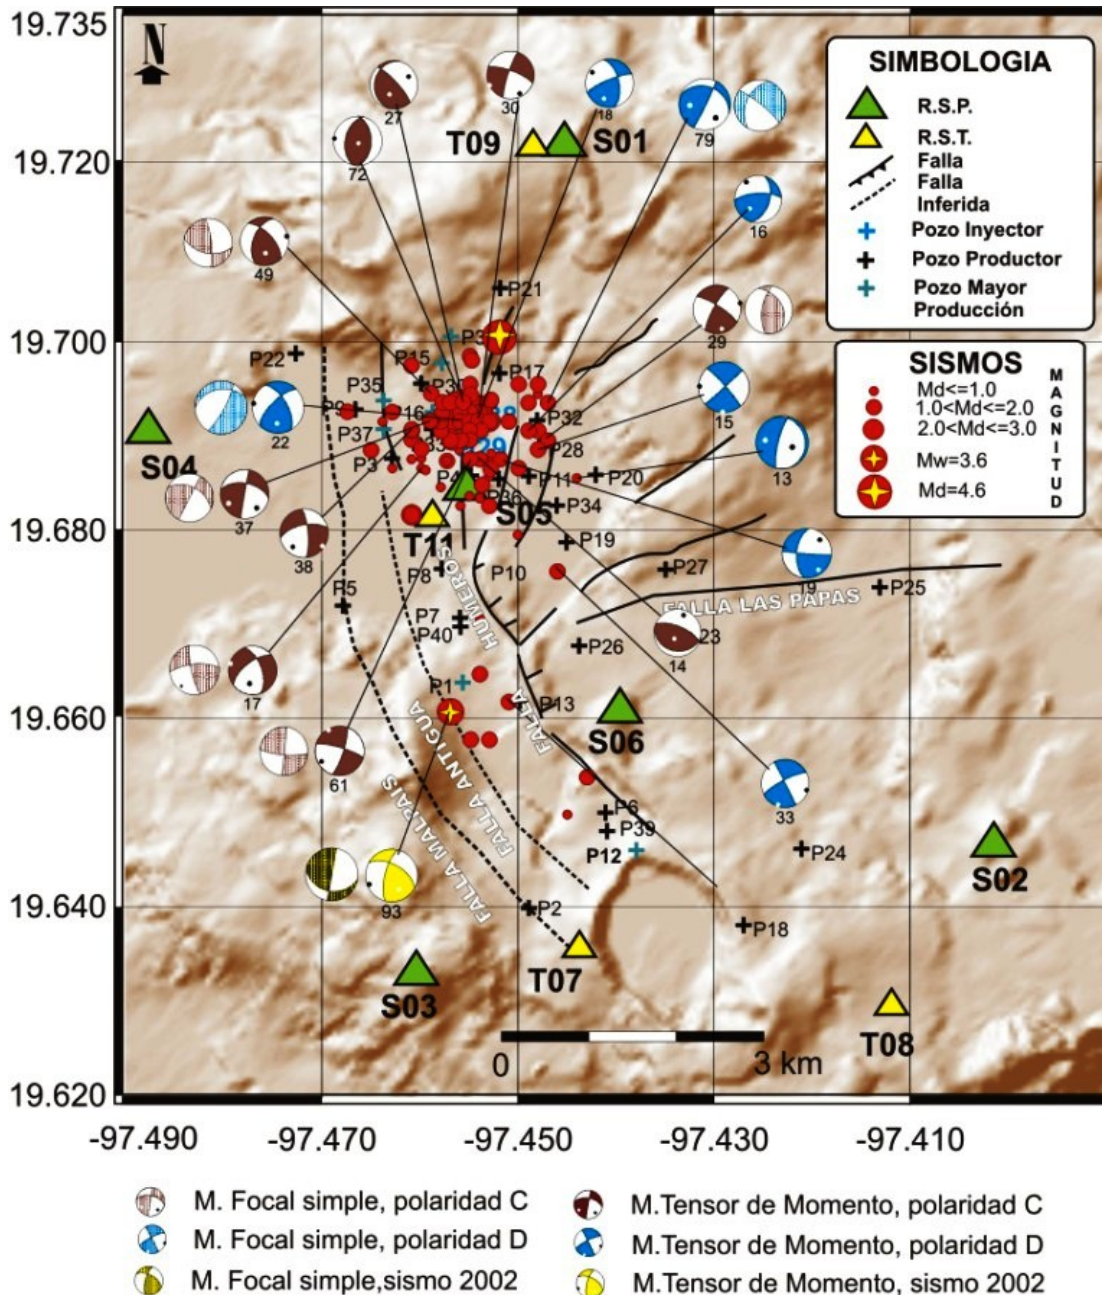 19.735
19.720
19.700
19.680
19.660
19.640
19.620
-97.490
-97.470
-97.450
-97.430
-97.410
N
SIMBOLOGIA
R.S.P.
R.S.T.
Falla
Falla
Inferida
Pozo Inyector
Pozo Productor
Pozo Mayor
Producción
SISMOS
Md<=1.0
1.0<Md<=2.0
2.0<Md<=3.0
Mw=3.6
Md=4.6
MAGNITUD
27
30
18
79
72
T09
S01
16
49
29
P21
P22
P15
P17
P35
P9
P16
P32
P37
P28
P3
P11
P20
P36
P34
S04
S05
T11
22
15
13
37
38
P19
P8
P10
P27
P25
9
P5
HUMEROS
FALLA LAS PAPAS
P7
P40
P26
23
14
17
P1
P13
FALLA
S06
61
FALLA ANTIGUA
FALLA MALPAIS
33
P6
P39
P12
P24
S02
93
P2
P18
T07
S03
T08
0 3 km
M. Focal simple, polaridad C
M. Focal simple, polaridad D
M. Focal simple,sismo 2002
M.Tensor de Momento, polaridad C
M.Tensor de Momento, polaridad D
M.Tensor de Momento, sismo 2002